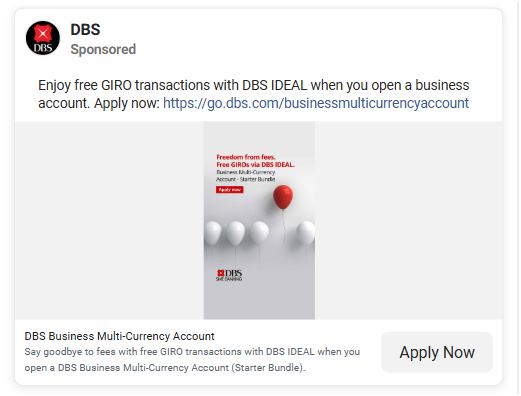 DBS
DBS
Sponsored
Enjoy free GIRO transactions with DBS IDEAL when you open a business
account. Apply now: https://go.dbs.com/businessmulticurrencyaccount
Freedom from fees.
Free GIROs via DBS IDEAL.
Business Multi-Currency
Account - Starter Bundle
Apply now
DBS
SME BANKING
DBS Business Multi-Currency Account
Say goodbye to fees with free GIRO transactions with DBS IDEAL when you
open a DBS Business Multi-Currency Account (Starter Bundle).
Apply Now